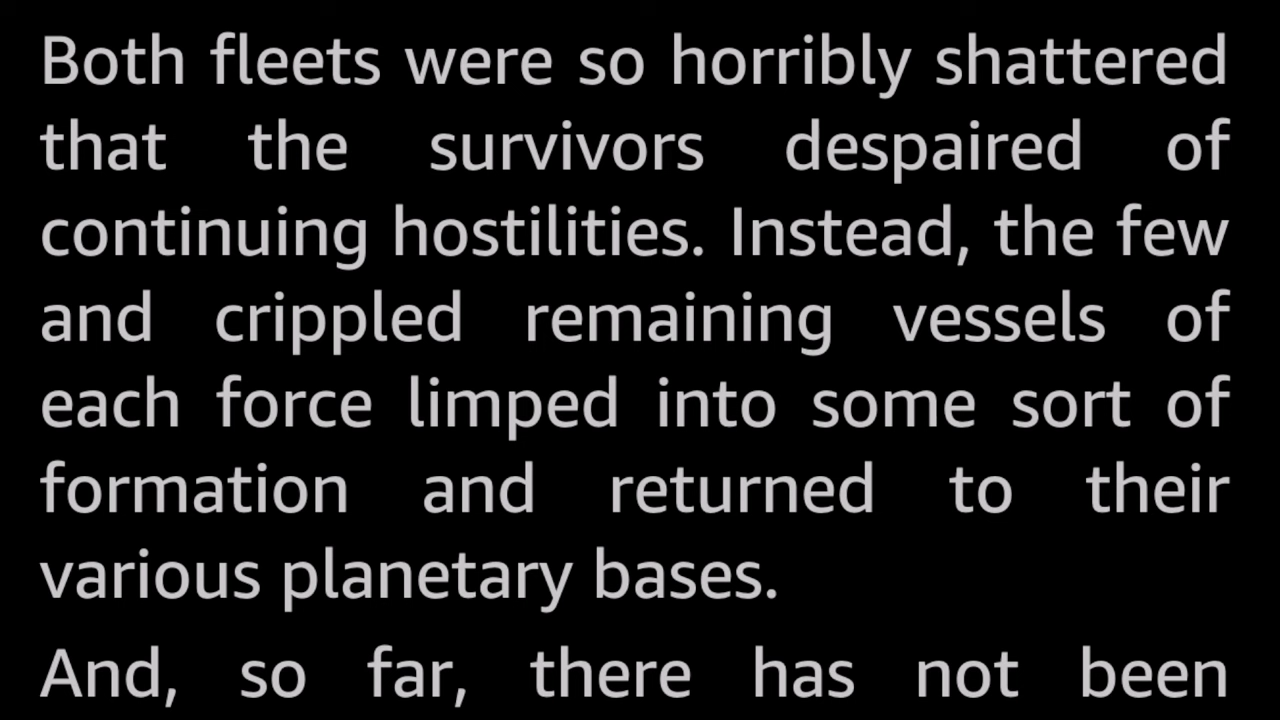 Both fleets were so horribly shattered
that the survivors despaired of
continuing hostilities. Instead, the few
and crippled remaining vessels of
each force limped into some sort of
formation and returned to their
various planetary bases.
And, so far, there has not been